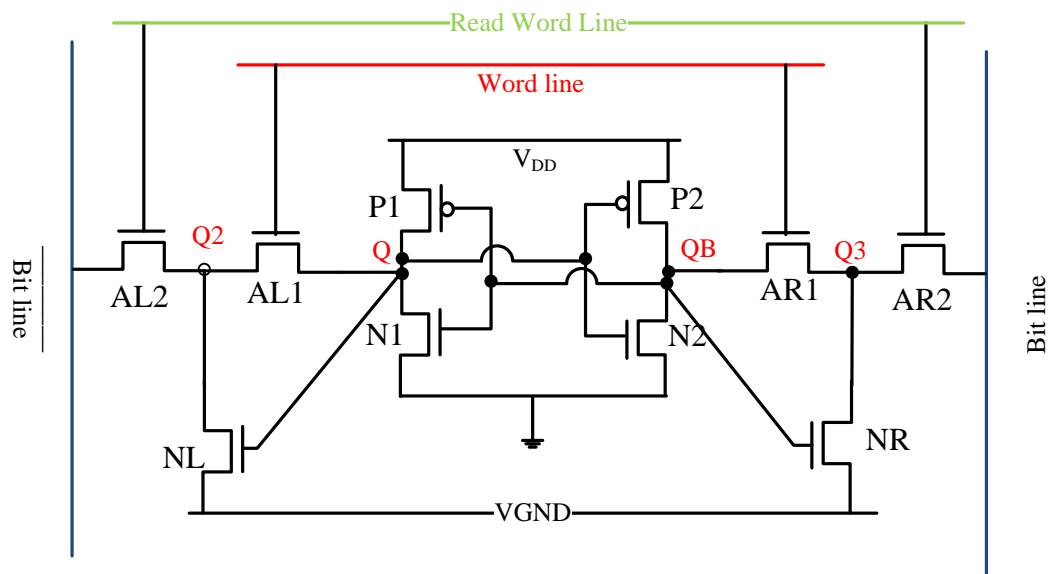 Read Word Line
Word line
V_DD
P1
P2
Q2
Q
QB
Q3
AL2
AL1
AR1
AR2
Bit line
Bit line
N1
N2
NL
NR
VGND